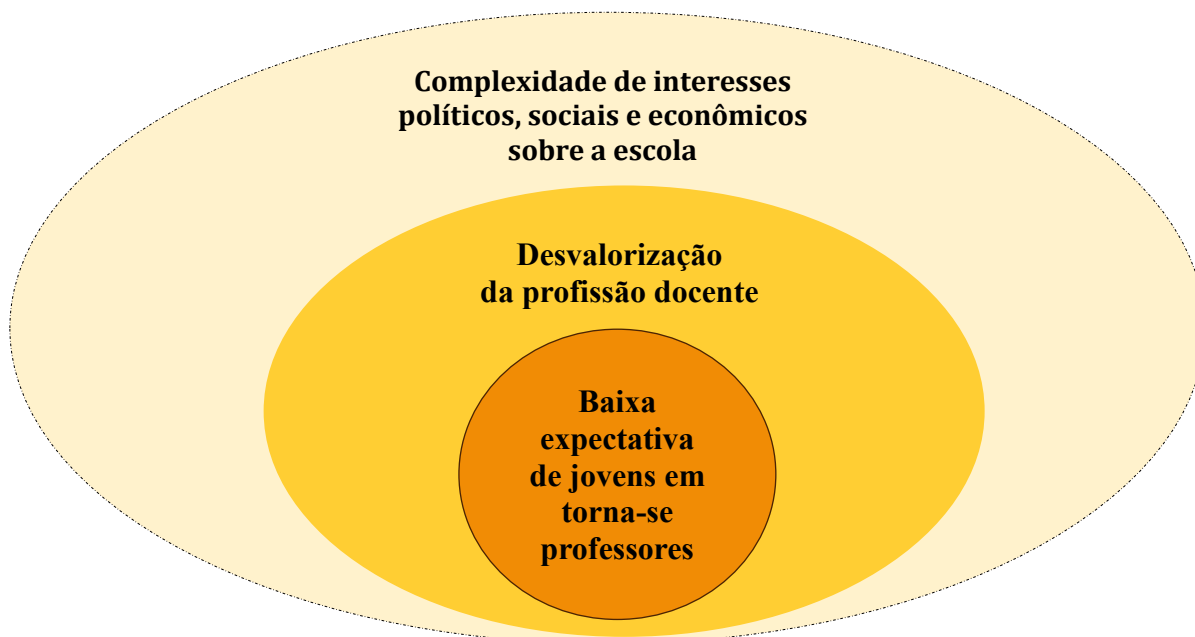 Complexidade de interesses
políticos, sociais e econômicos
sobre a escola
Desvalorização
da profissão docente
Baixa
expectativa
de jovens em
torna-se
professores